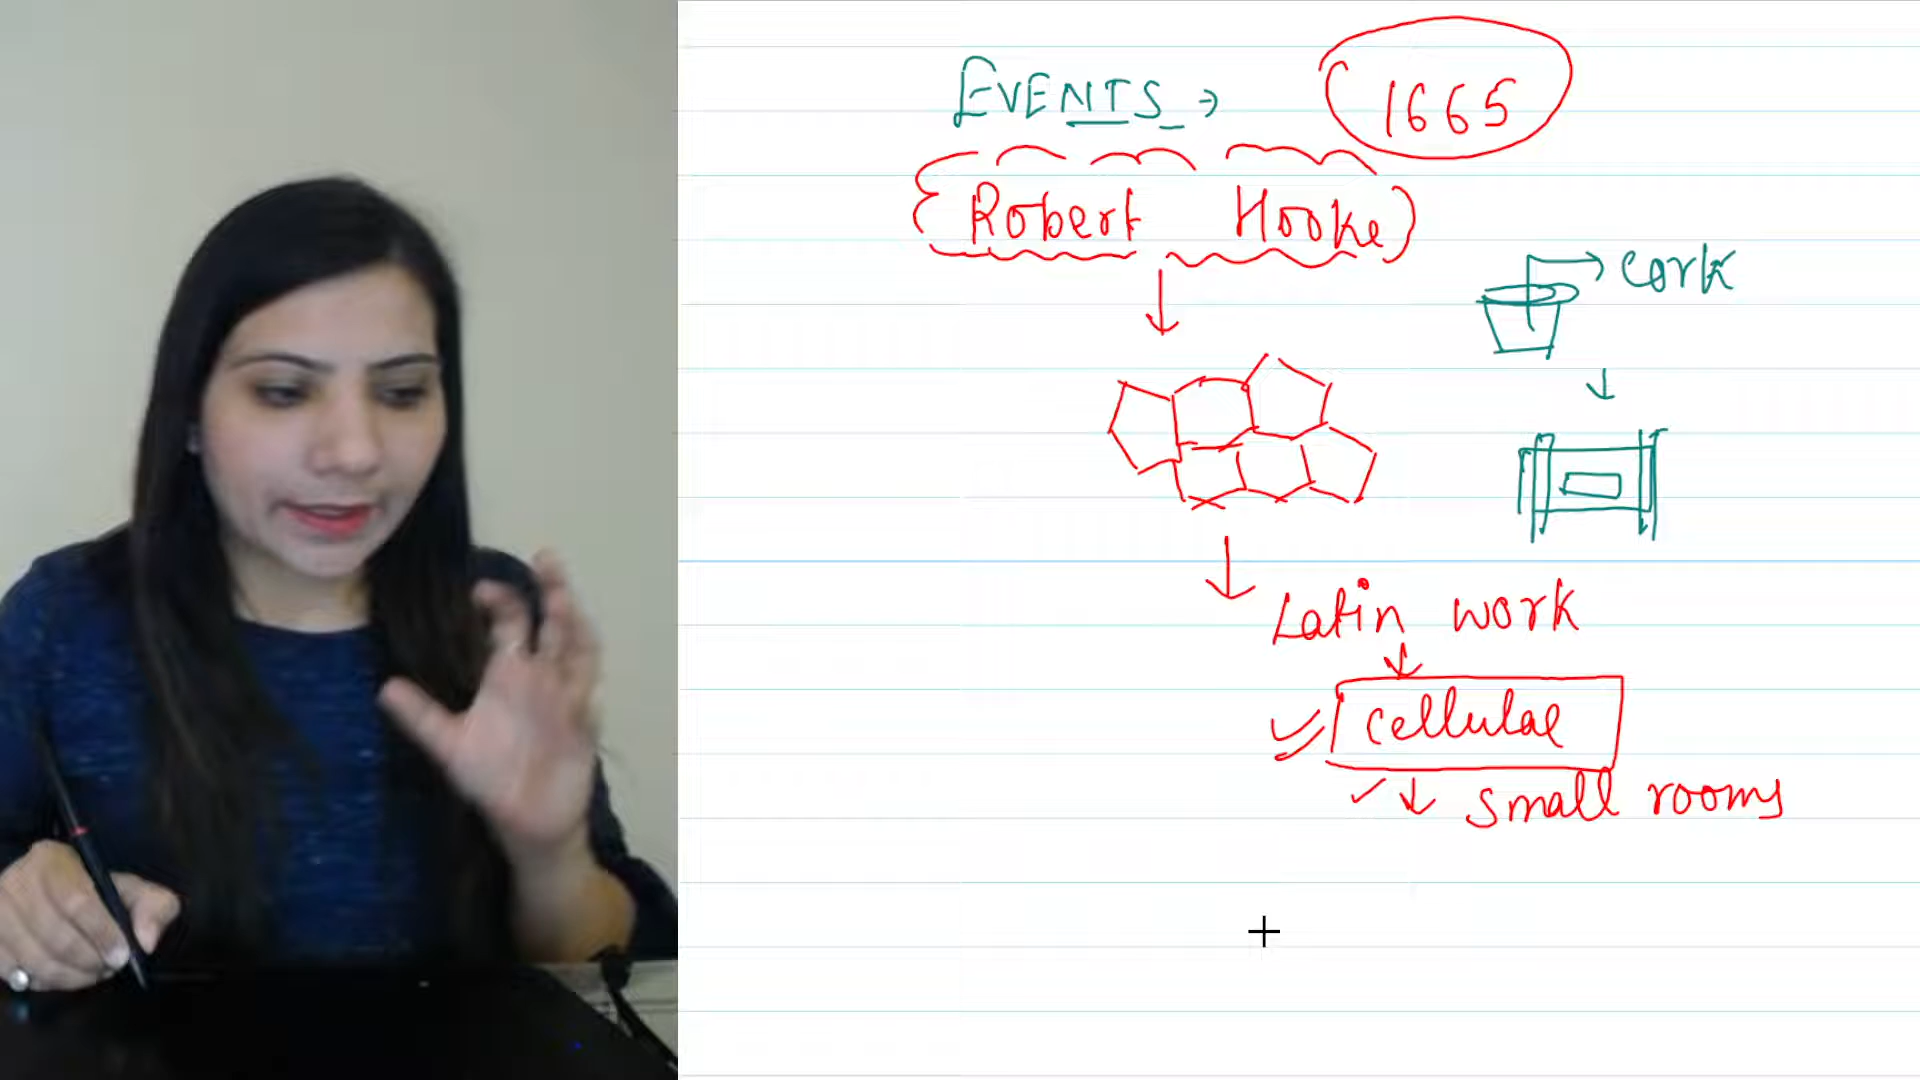 EVENTS → 1665
Robert Hooke
→ cork
Latin work
cellulae
small rooms